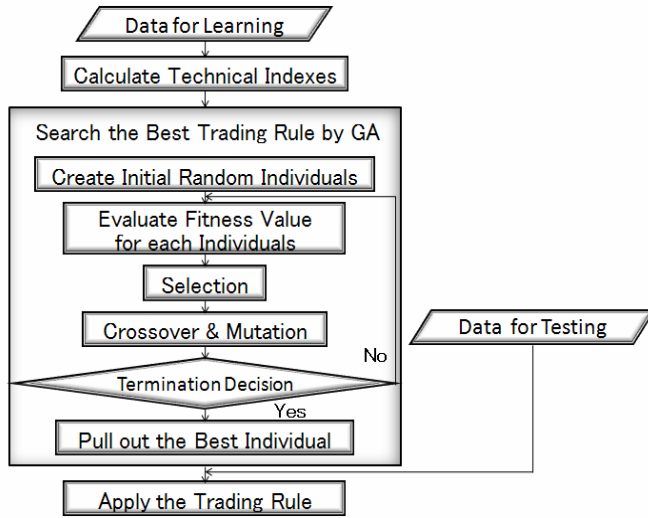 Data for Learning
Calculate Technical Indexes
Search the Best Trading Rule by GA
Create Initial Random Individuals
Evaluate Fitness Value
for each Individuals
Selection
Crossover & Mutation
Data for Testing
No
Termination Decision
Yes
Pull out the Best Individual
Apply the Trading Rule